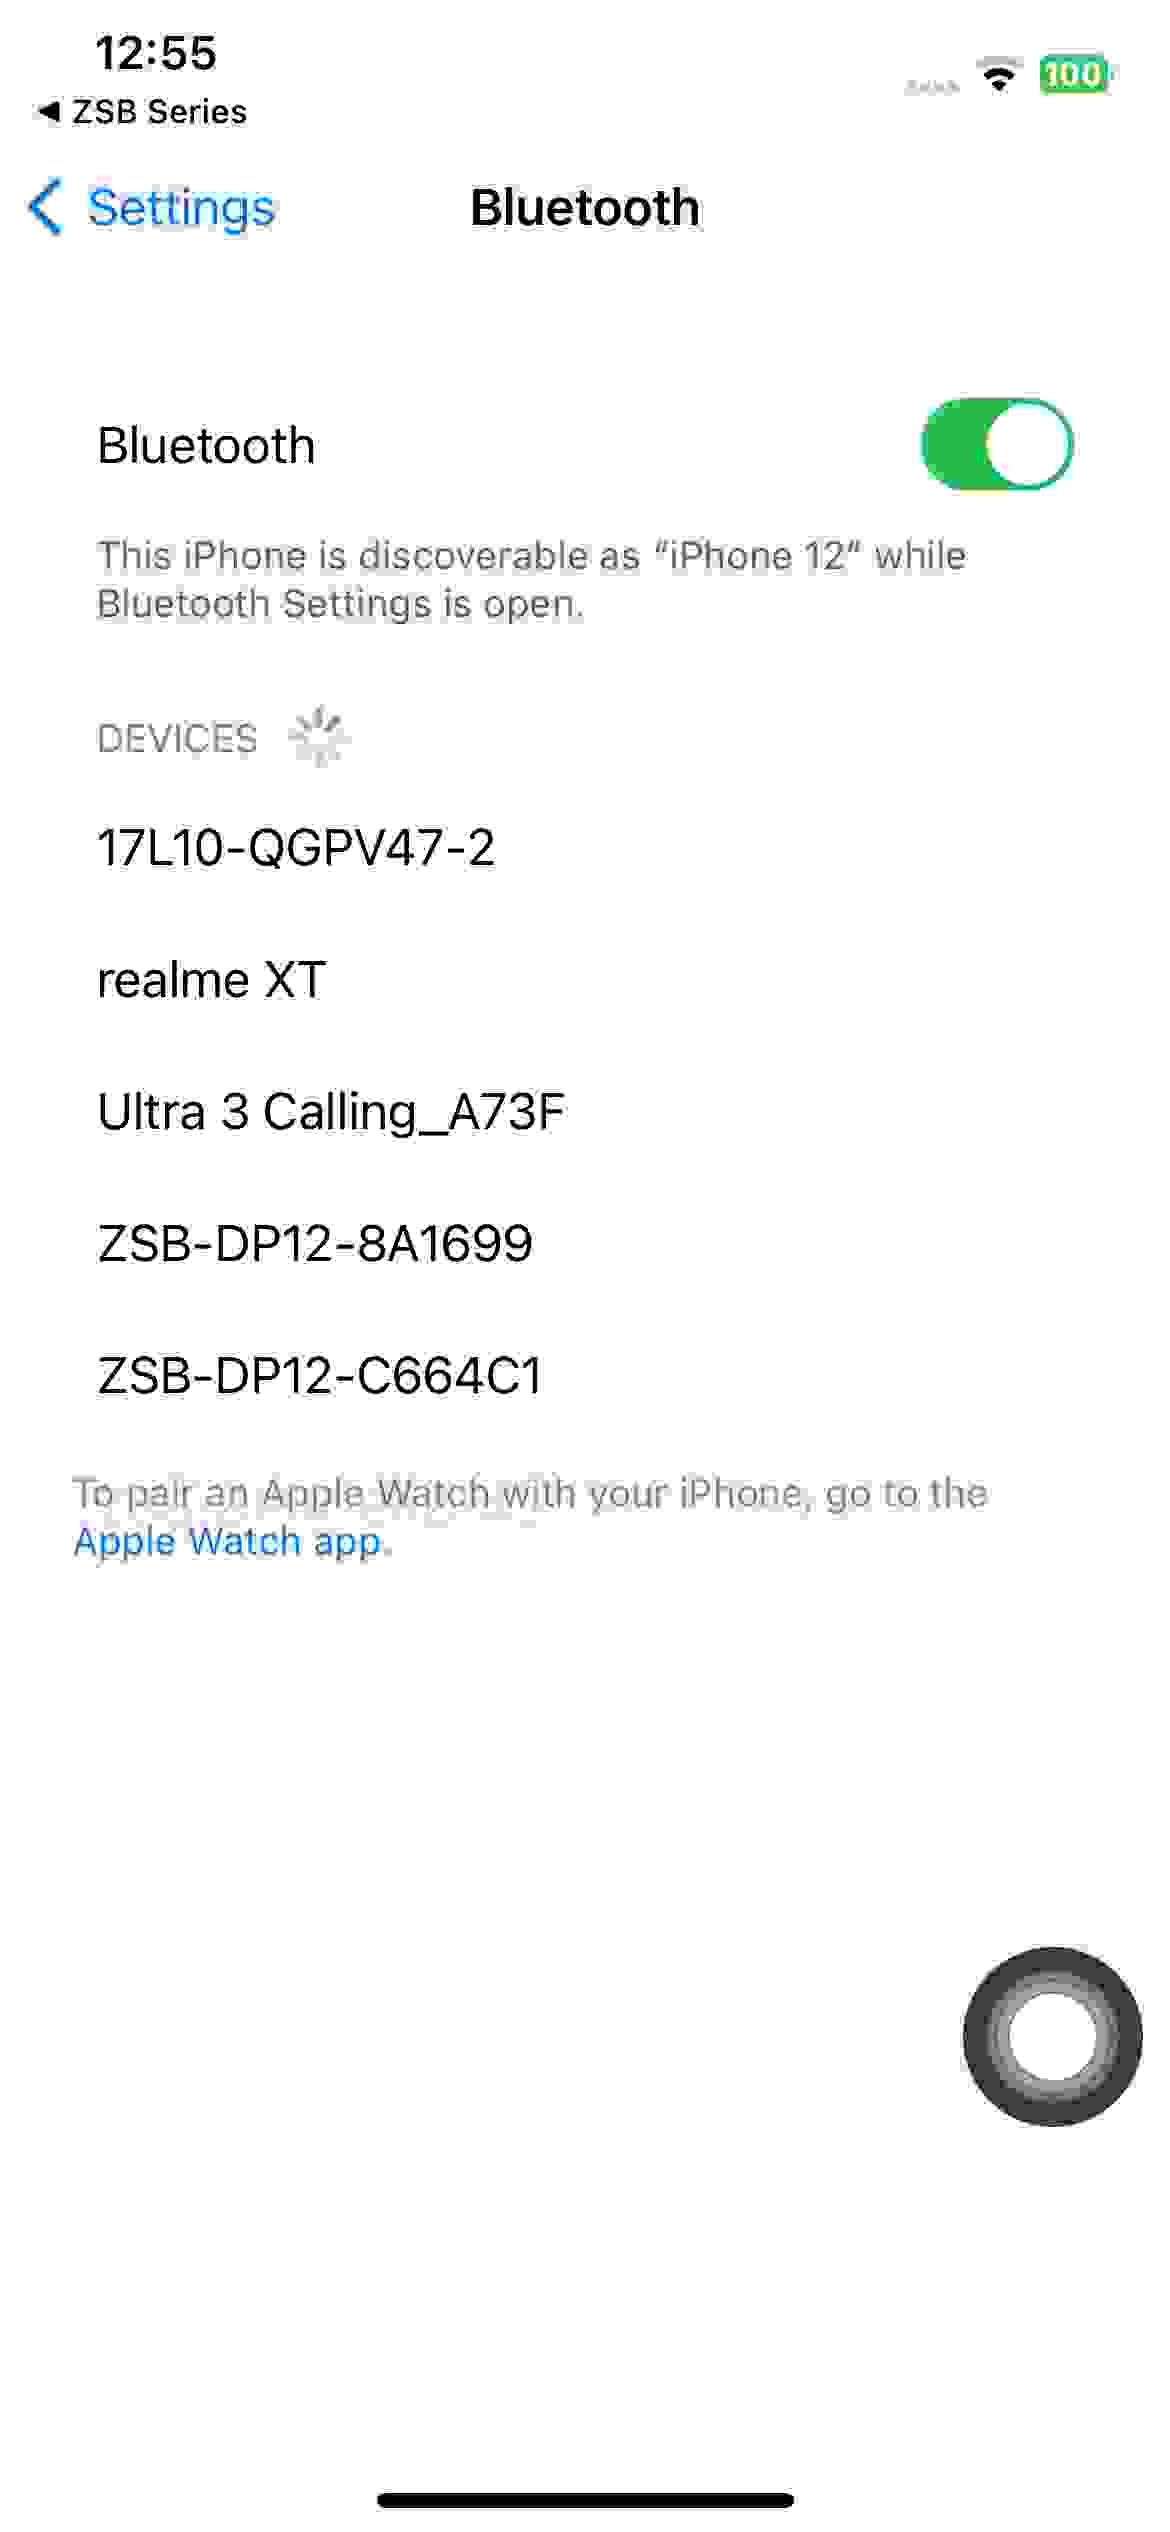 12:55
100
◀ ZSB Series
Settings
Bluetooth
Bluetooth
This iPhone is discoverable as “iPhone 12” while
Bluetooth Settings is open.
DEVICES
17L10-QGPV47-2
realme XT
Ultra 3 Calling_A73F
ZSB-DP12-8A1699
ZSB-DP12-C664C1
To pair an Apple Watch with your iPhone, go to the
Apple Watch app.